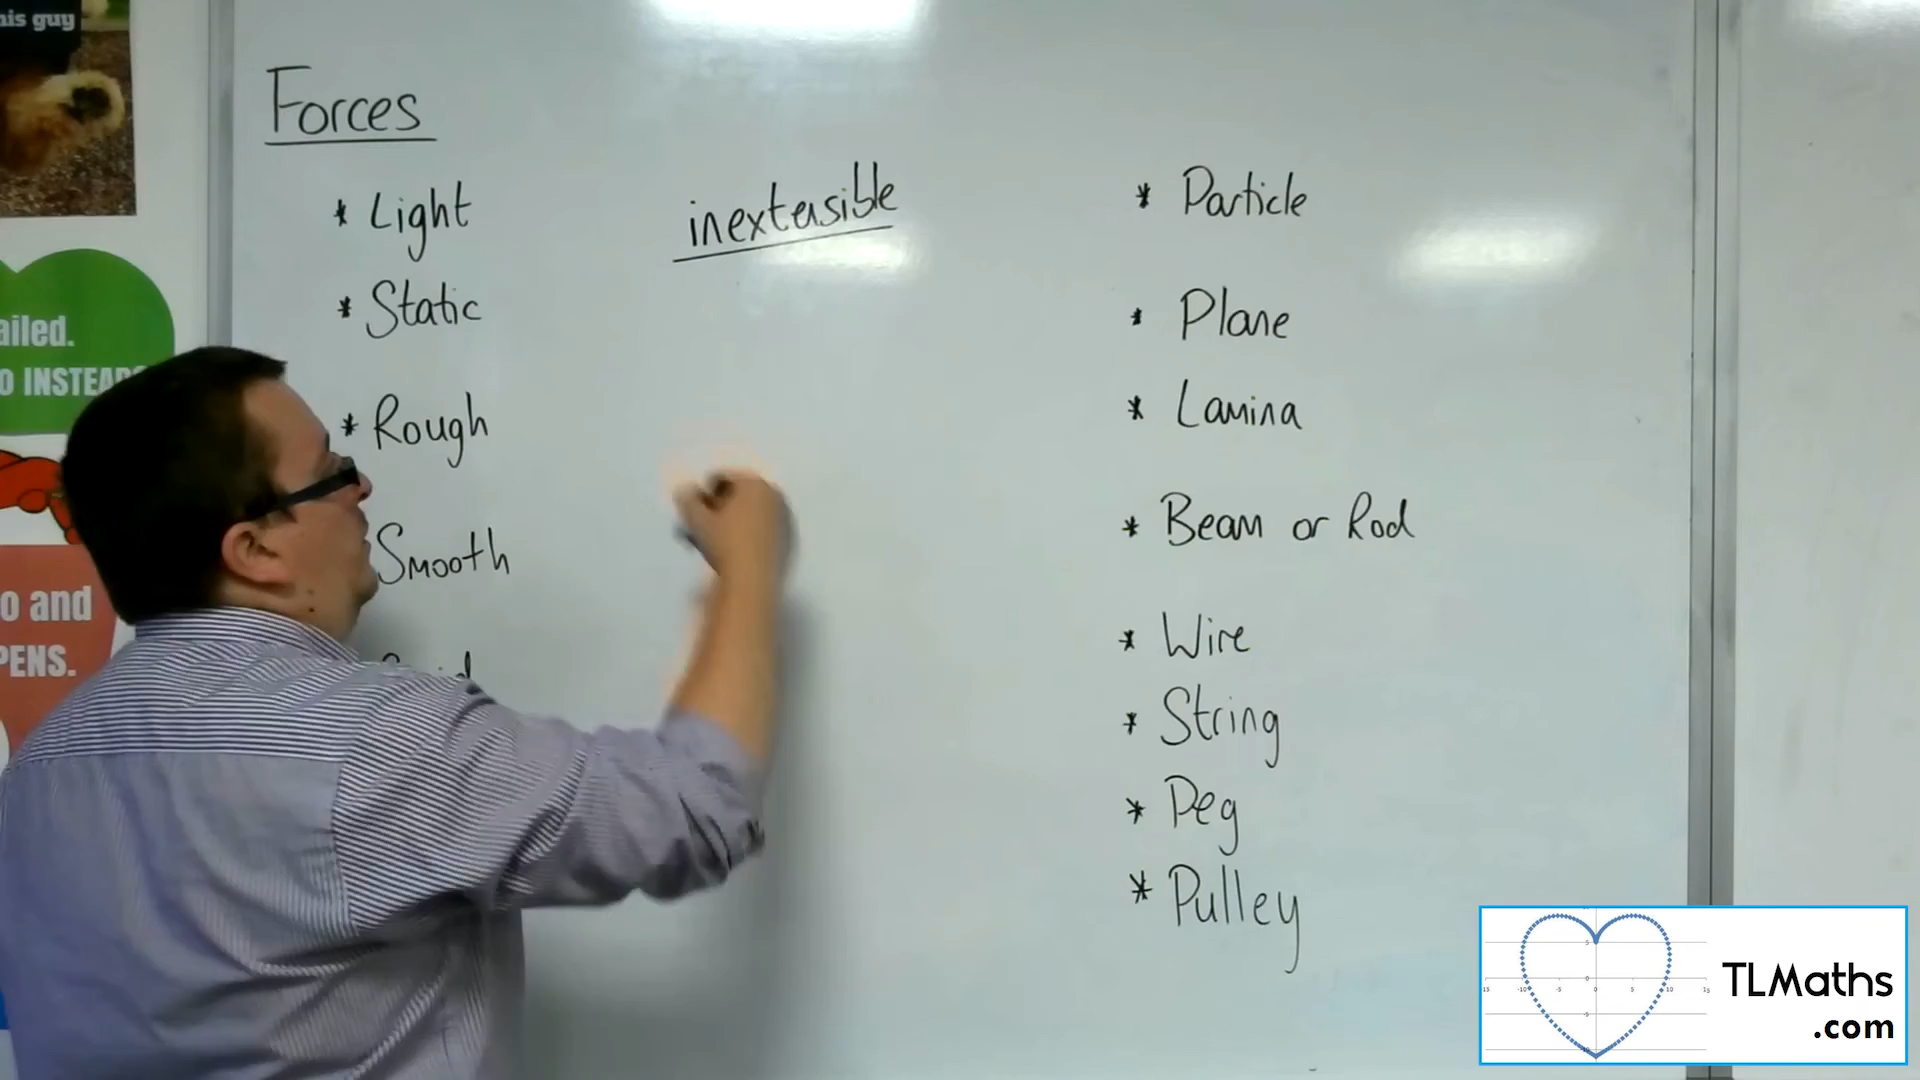 his guy
Forces
* Light
* Static
* Rough
Smooth
inextensible
* Particle
* Plane
* Lamina
* Beam or Rod
* Wire
* String
* Peg
* Pulley
ailed.
O INSTEAD
o and
PENS.
TLMaths
.com